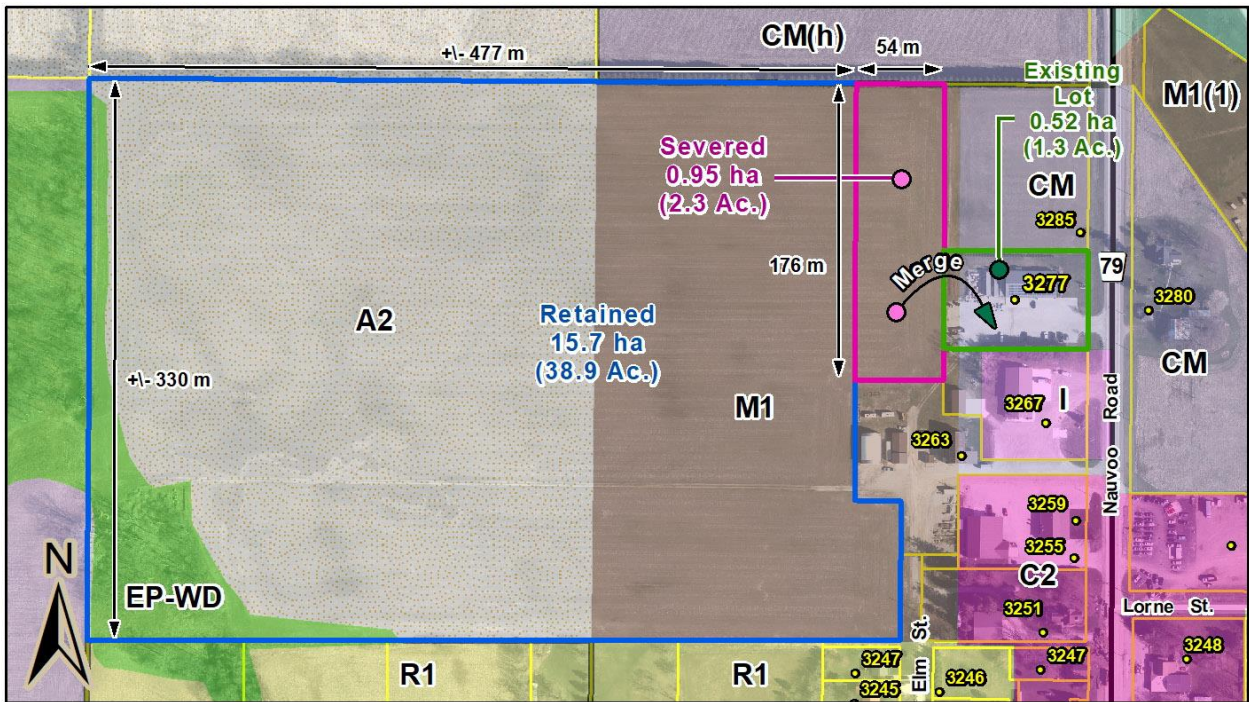 +\- 477 m
CM(h)
54 m
Existing
Lot
0.52 ha
(1.3 Ac.)
M1(1)
Severed
0.95 ha
(2.3 Ac.)
CM
3285
176 m
Merge
79
3277
3280
A2
Retained
15.7 ha
(38.9 Ac.)
CM
+\- 330 m
M1
3267
I
Nauvoo Road
3263
3259
3255
C2
N
EP-WD
3251
Lorne St.
Elm St.
R1
R1
3247
3245
3246
3247
3248